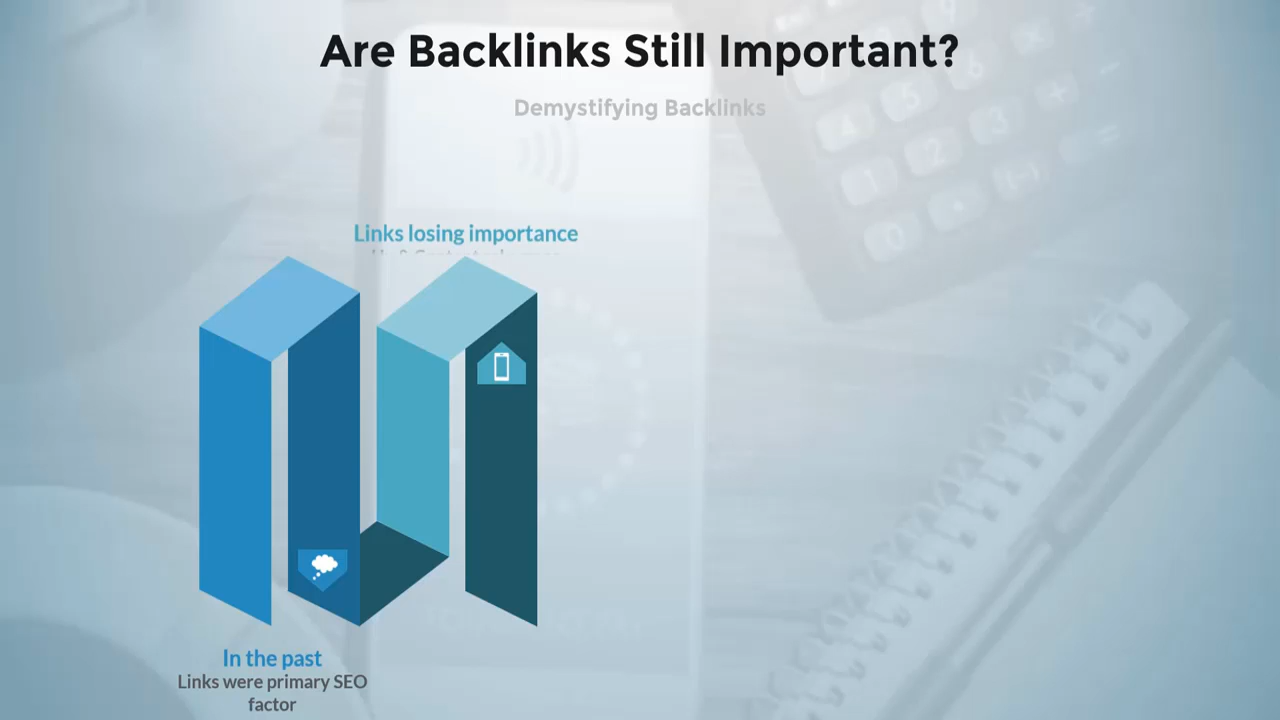 Are Backlinks Still Important?
Demystifying Backlinks
Links losing importance
In the past
Links were primary SEO
factor